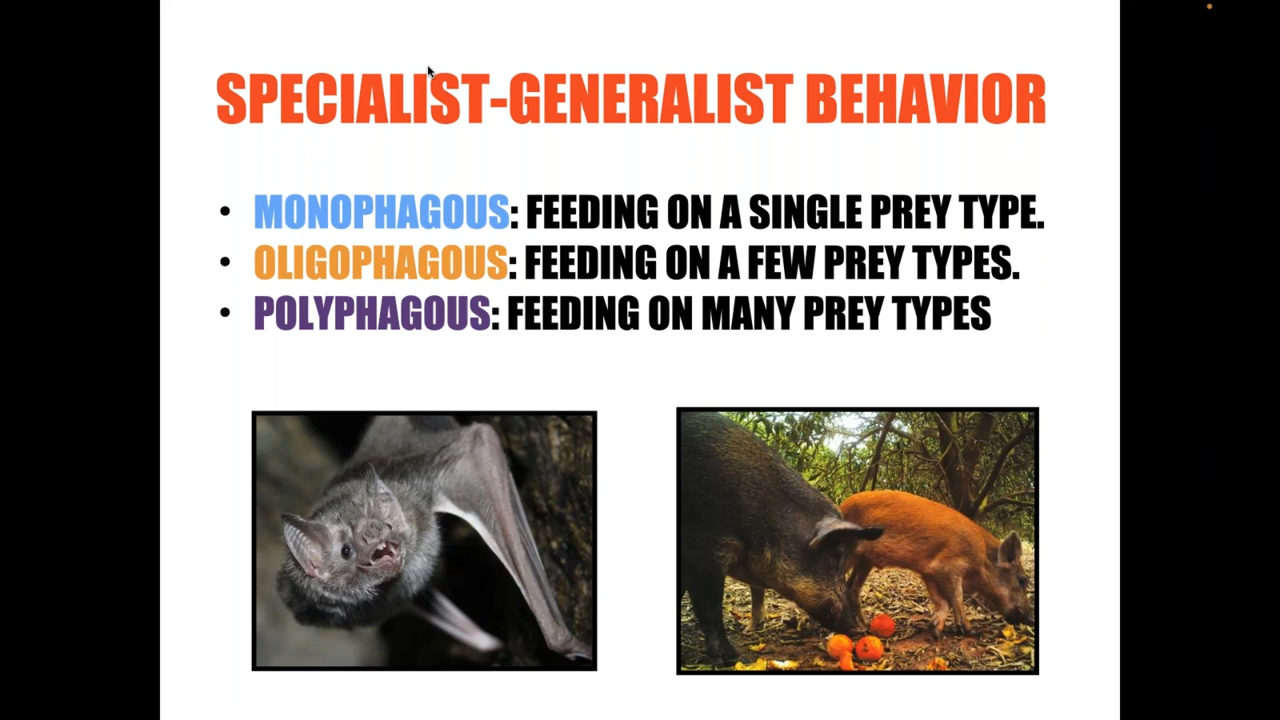 SPECIALIST-GENERALIST BEHAVIOR
• MONOPHAGOUS: FEEDING ON A SINGLE PREY TYPE.
• OLIGOPHAGOUS: FEEDING ON A FEW PREY TYPES.
• POLYPHAGOUS: FEEDING ON MANY PREY TYPES